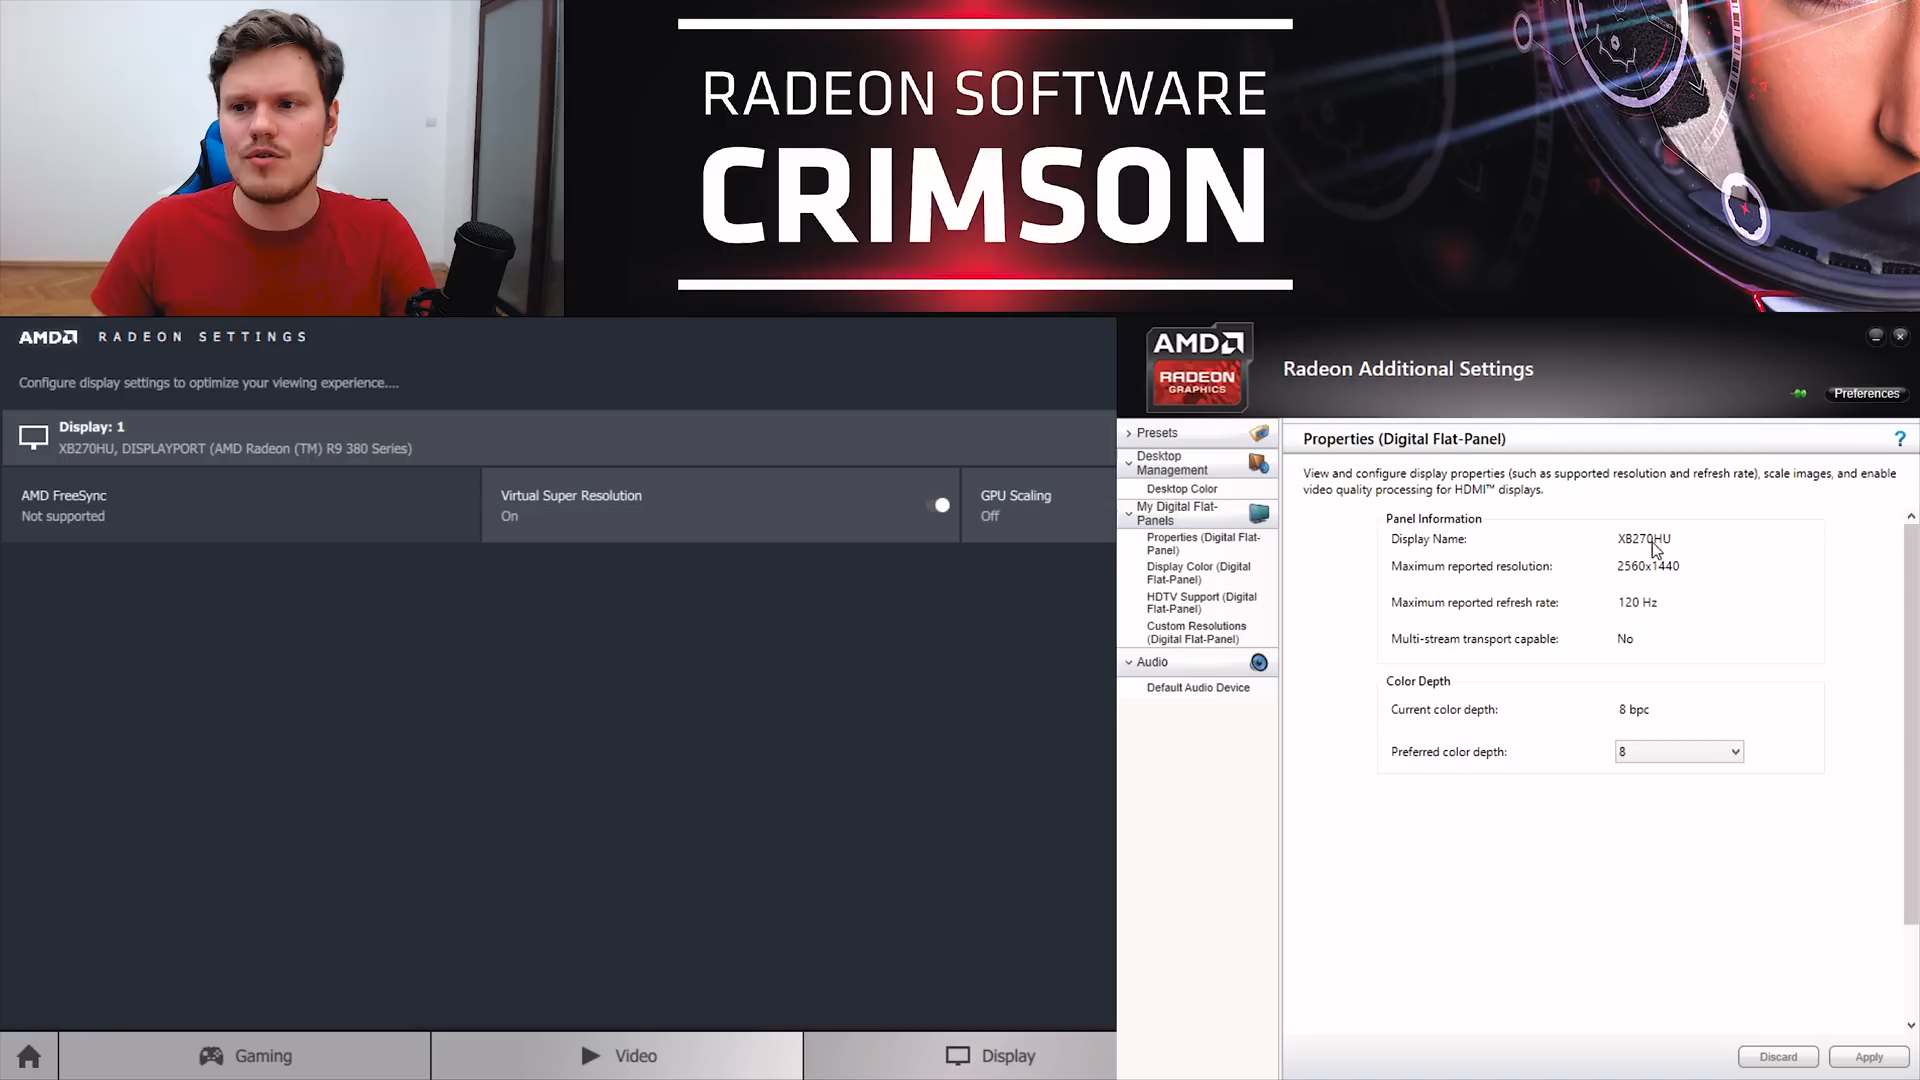 RADEON SOFTWARE
CRIMSON
AMD RADEON SETTINGS
Configure display settings to optimize your viewing experience....
Display: 1
XB270HU, DISPLAYPORT (AMD Radeon (TM) R9 380 Series)
AMD FreeSync
Not supported
Virtual Super Resolution
On
GPU Scaling
Off
Gaming
Video
Display
AMD
RADEON
GRAPHICS
Radeon Additional Settings
Preferences
Presets
Desktop
Management
Desktop Color
My Digital Flat-
Panels
Properties (Digital Flat-
Panel)
Display Color (Digital
Flat-Panel)
HDTV Support (Digital
Flat-Panel)
Custom Resolutions
(Digital Flat-Panel)
Audio
Default Audio Device
Properties (Digital Flat-Panel)
?
View and configure display properties (such as supported resolution and refresh rate), scale images, and enable
video quality processing for HDMI™ displays.
Panel Information
Display Name: XB270HU
Maximum reported resolution: 2560x1440
Maximum reported refresh rate: 120 Hz
Multi-stream transport capable: No
Color Depth
Current color depth: 8 bpc
Preferred color depth: 8
Discard
Apply